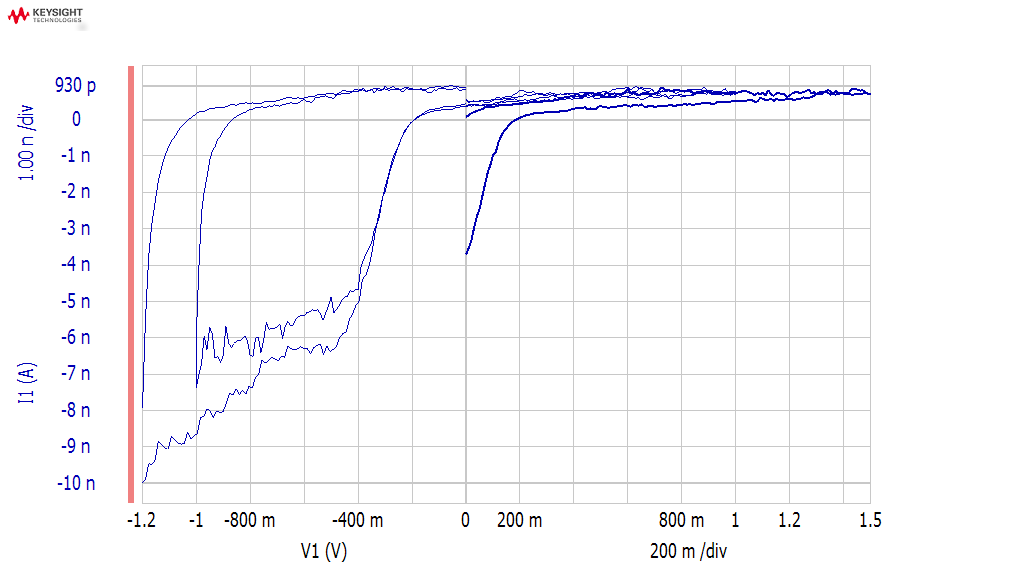 KEYSIGHT
TECHNOLOGIES
930 p
0
-1 n
-2 n
-3 n
-4 n
-5 n
-6 n
-7 n
-8 n
-9 n
-10 n
1.00 n /div
I1 (A)
-1.2 -1 -800 m -400 m 0 200 m 800 m 1 1.2 1.5
V1 (V) 200 m /div